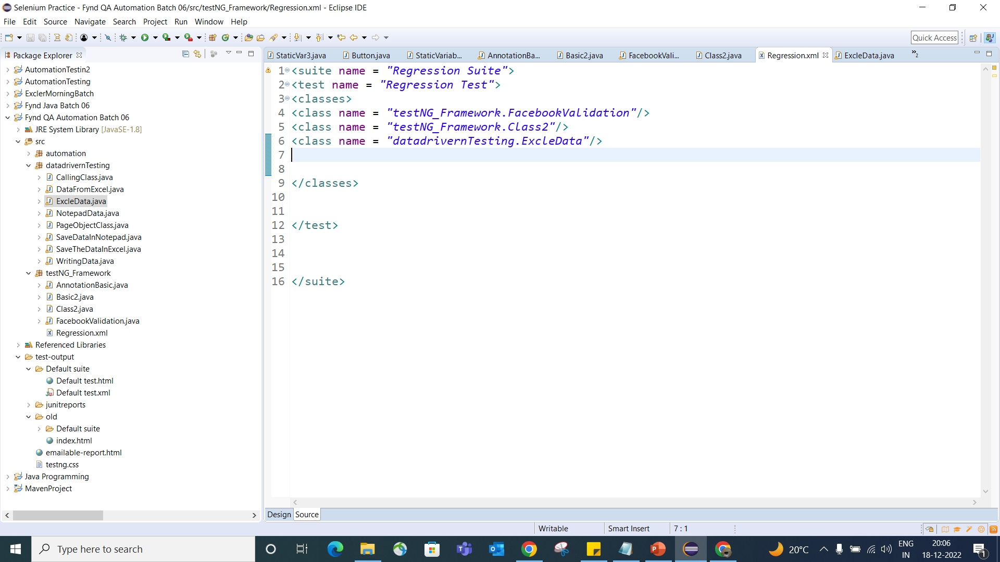 Selenium Practice - Fynd QA Automation Batch 06/src/testNG_Framework/Regression.xml - Eclipse IDE
File Edit Source Navigate Search Project Run Window Help
Quick Access
Package Explorer
StaticVar3.java Button.java StaticVariab... AnnotationBa... Basic2.java FacebookVali... Class2.java Regression.xml ExcleData.java »2
AutomationTestin2
AutomationTesting
ExclerMorningBatch
Fynd Java Batch 06
Fynd QA Automation Batch 06
JRE System Library [JavaSE-1.8]
src
automation
datadrivernTesting
CallingClass.java
DataFromExcel.java
ExcleData.java
NotepadData.java
PageObjectClass.java
SaveDataInNotepad.java
SaveTheDataInExcel.java
WritingData.java
testNG_Framework
AnnotationBasic.java
Basic2.java
Class2.java
FacebookValidation.java
Regression.xml
Referenced Libraries
test-output
Default suite
Default test.html
Default test.xml
junitreports
old
Default suite
index.html
emailable-report.html
testng.css
Java Programming
MavenProject
1 <suite name = "Regression Suite">
2 <test name = "Regression Test">
3 <classes>
4 <class name = "testNG_Framework.FacebookValidation"/>
5 <class name = "testNG_Framework.Class2"/>
6 <class name = "datadrivernTesting.ExcleData"/>
7
8
9 </classes>
10
11
12 </test>
13
14
15
16 </suite>
Design Source
Writable Smart Insert 7 : 1
Type here to search
20°C
ENG
IN
20:06
18-12-2022
1